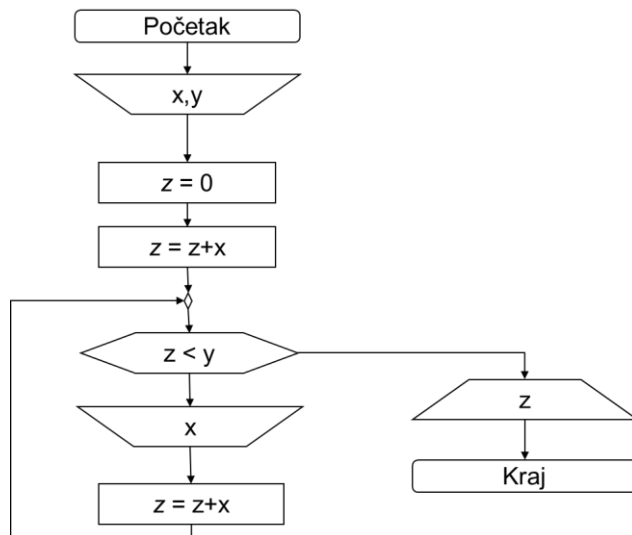 Početak
x,y
z = 0
z = z+x
z < y
x
z = z+x
z
Kraj